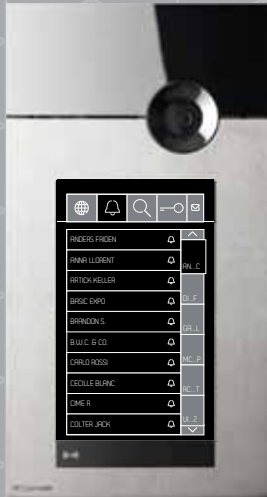 ANDERS FRIDEN
ANNA LLORENT
ARTICK KELLER
BASIC EXPO
BRANDON S.
B.W.C. & CO.
CARLO ROSSI
CECILLE BLANC
CIME R.
COLTER JACK
AN...C
DI...F
GA...L
MC...P
RC...T
UI...Z